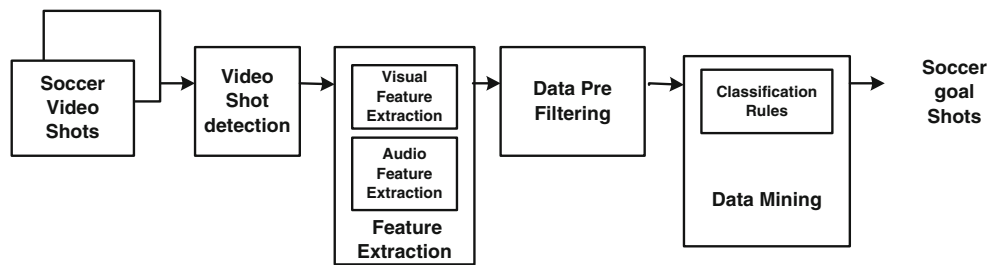 Soccer
Video
Shots
Video
Shot
detection
Visual
Feature
Extraction
Audio
Feature
Extraction
Feature
Extraction
Data Pre
Filtering
Classification
Rules
Data Mining
Soccer
goal
Shots